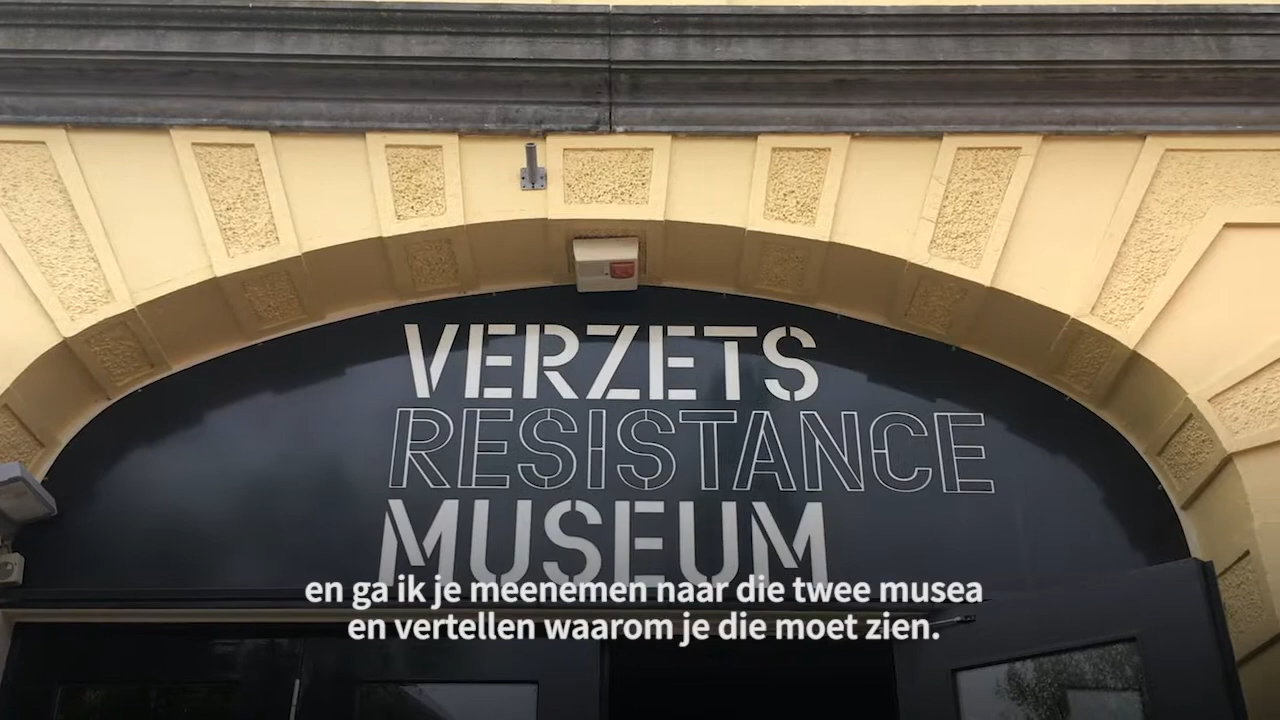 VERZETS
RESISTANCE
MUSEUM
en ga ik je meenemen naar die twee musea
en vertellen waarom je die moet zien.